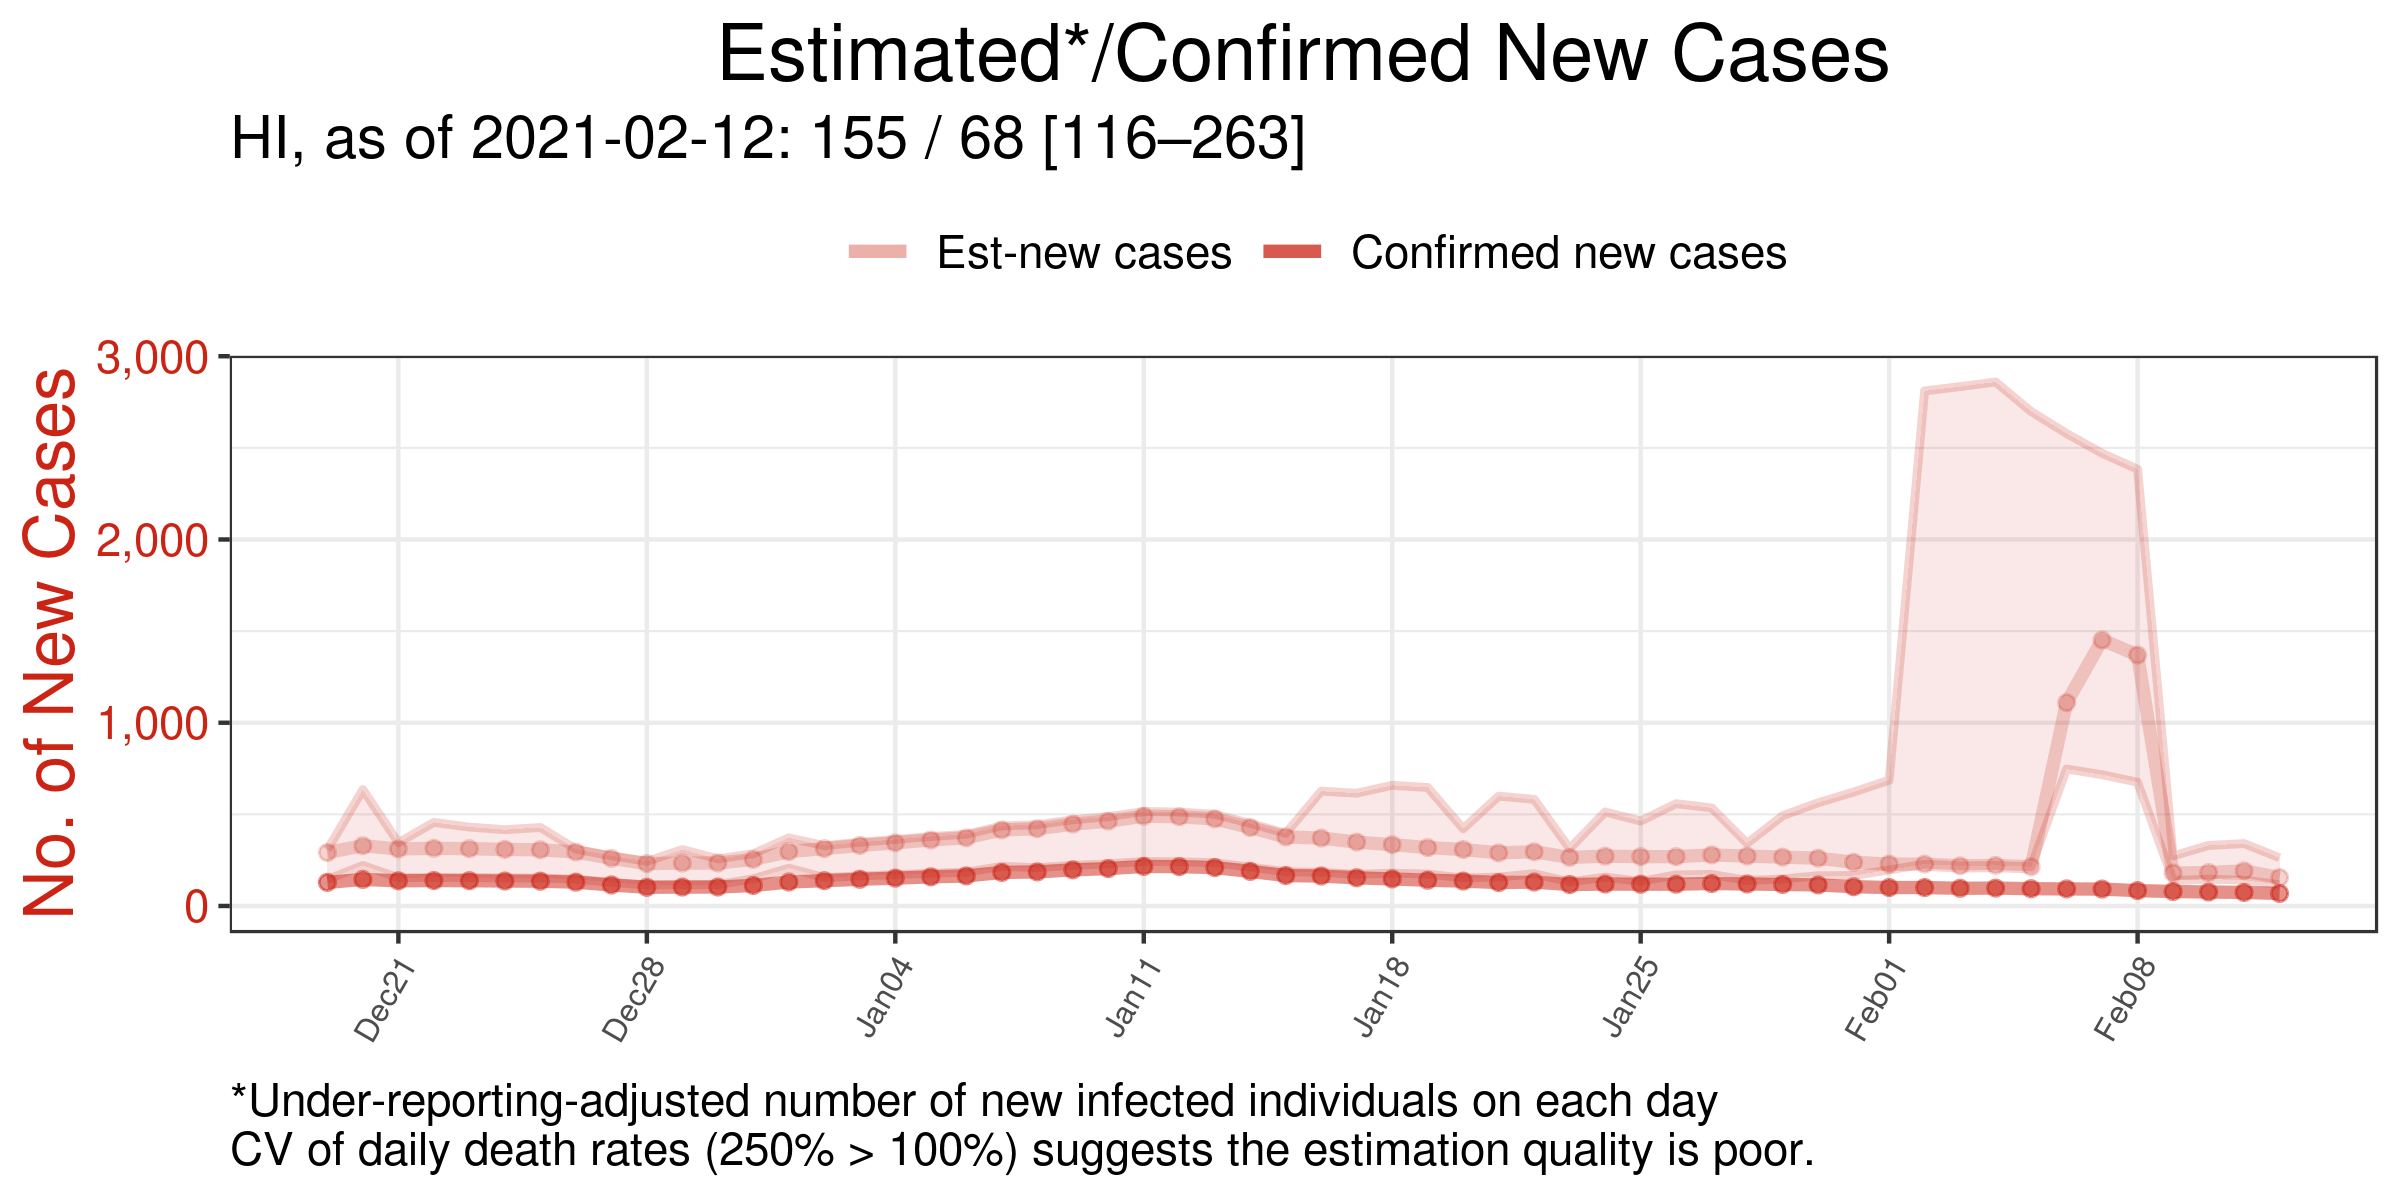 Estimated*/Confirmed New Cases
HI, as of 2021-02-12: 155 / 68 [116–263]
Est-new cases
Confirmed new cases
No. of New Cases
3,000
2,000
1,000
0
Dec21
Dec28
Jan04
Jan11
Jan18
Jan25
Feb01
Feb08
*Under-reporting-adjusted number of new infected individuals on each day
CV of daily death rates (250% > 100%) suggests the estimation quality is poor.